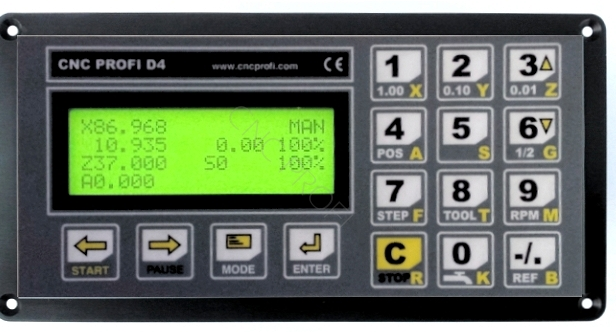 CNC PROFI D4 www.cncprofi.com CE
X86.968 MAN
10.935 0.00 100%
Z37.000 S0 100%
A0.000
START PAUSE MODE ENTER
1 2 3
1.00 X 0.10 Y 0.01 Z
4 5 6
POS A S 1/2 G
7 8 9
STEP F TOOL T RPM M
C 0 -/.
STOP R K REF B